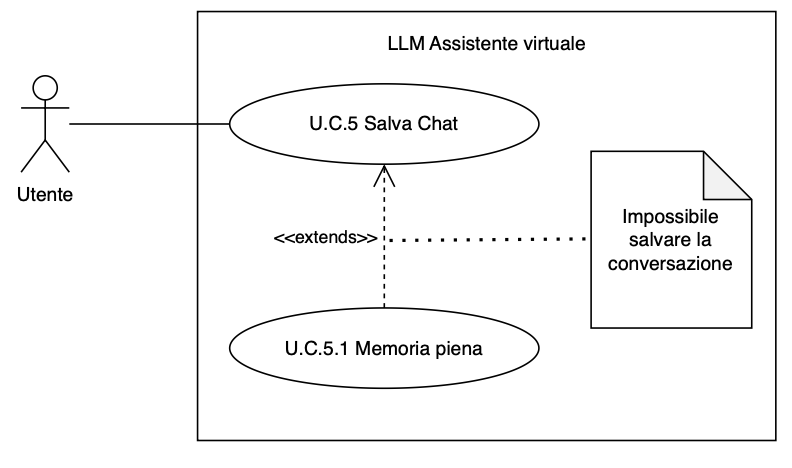 LLM Assistente virtuale
U.C.5 Salva Chat
Utente
<<extends>>
Impossibile
salvare la
conversazione
U.C.5.1 Memoria piena